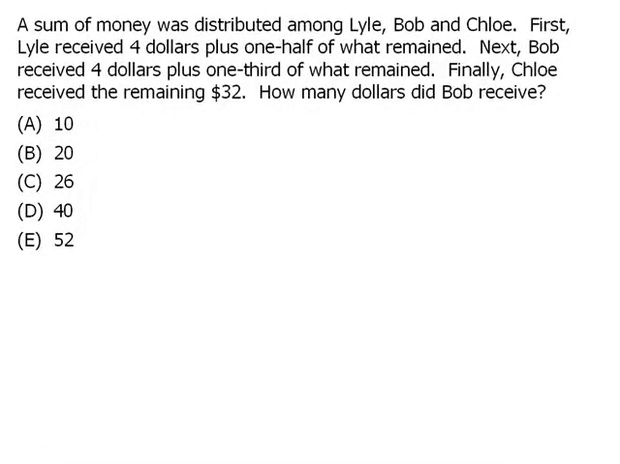 A sum of money was distributed among Lyle, Bob and Chloe. First,
Lyle received 4 dollars plus one-half of what remained. Next, Bob
received 4 dollars plus one-third of what remained. Finally, Chloe
received the remaining $32. How many dollars did Bob receive?
(A) 10
(B) 20
(C) 26
(D) 40
(E) 52